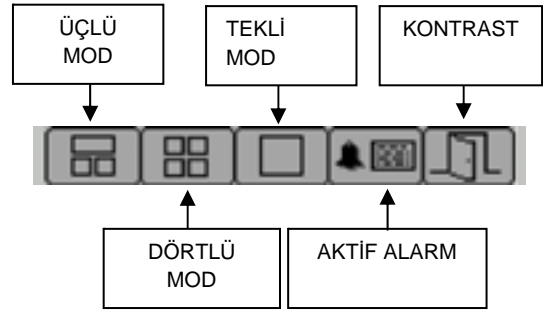 ÜÇLÜ
MOD
TEKLİ
MOD
KONTRAST
DÖRTLÜ
MOD
AKTİF ALARM